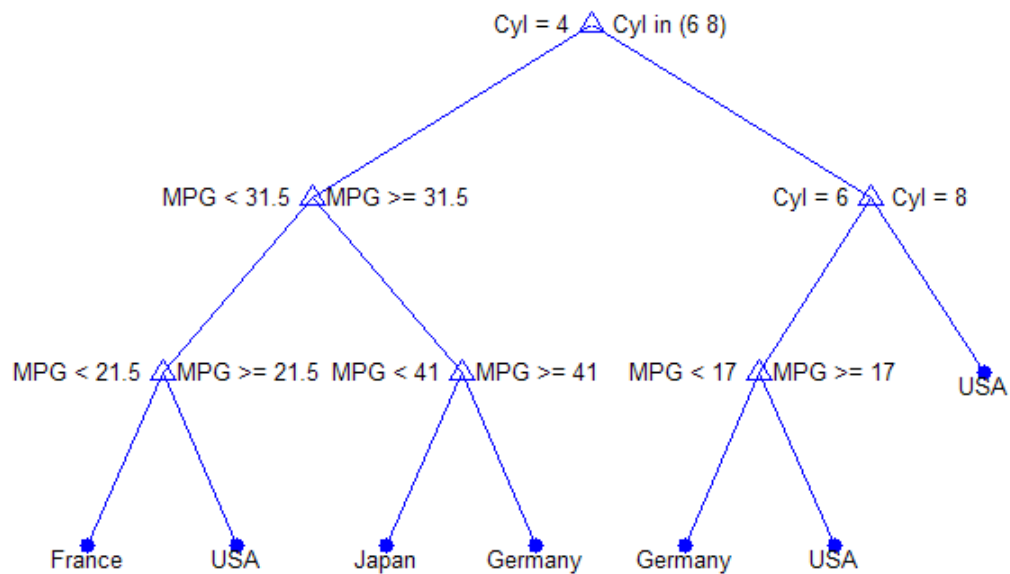 Cyl = 4 Cyl in (6 8)
MPG < 31.5 MPG >= 31.5 Cyl = 6 Cyl = 8
MPG < 21.5 MPG >= 21.5 MPG < 41 MPG >= 41 MPG < 17 MPG >= 17
USA
France USA Japan Germany Germany USA